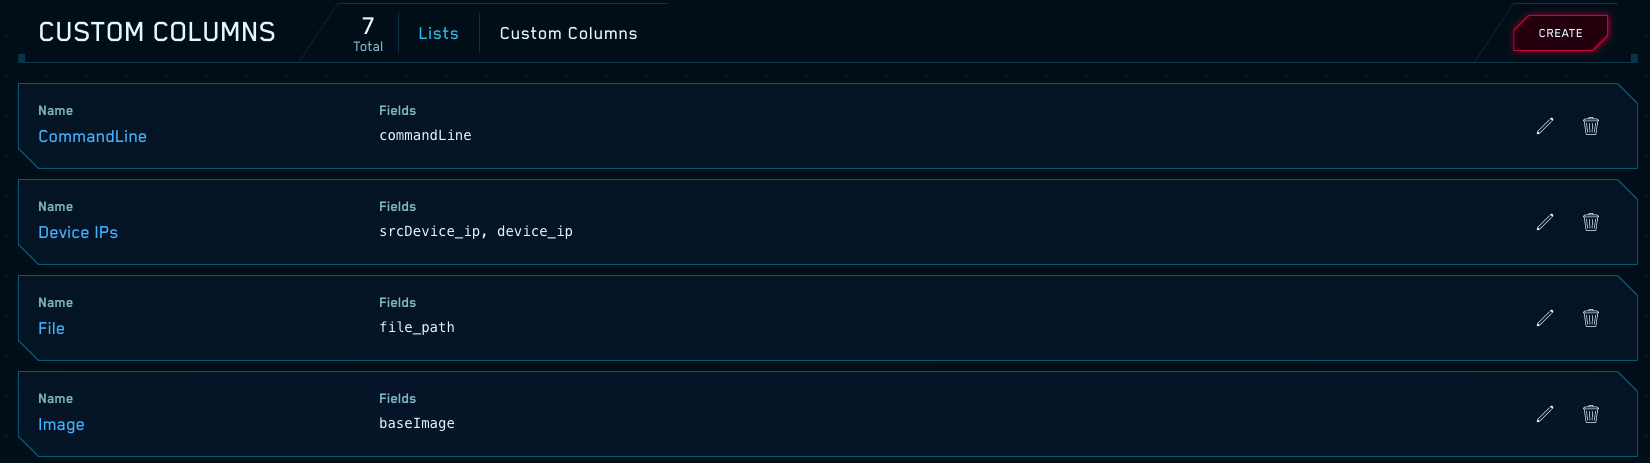 CUSTOM COLUMNS
7
Total
Lists
Custom Columns
CREATE
Name
Fields
CommandLine
commandLine
Name
Fields
Device IPs
srcDevice_ip, device_ip
Name
Fields
File
file_path
Name
Fields
Image
baseImage